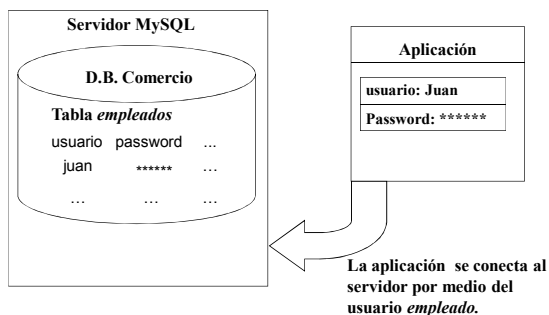 Servidor MySQL
D.B. Comercio
Tabla empleados
usuario password ...
juan ****** ...
... ... ...
Aplicación
usuario: Juan
Password: ******
La aplicación se conecta al
servidor por medio del
usuario empleado.